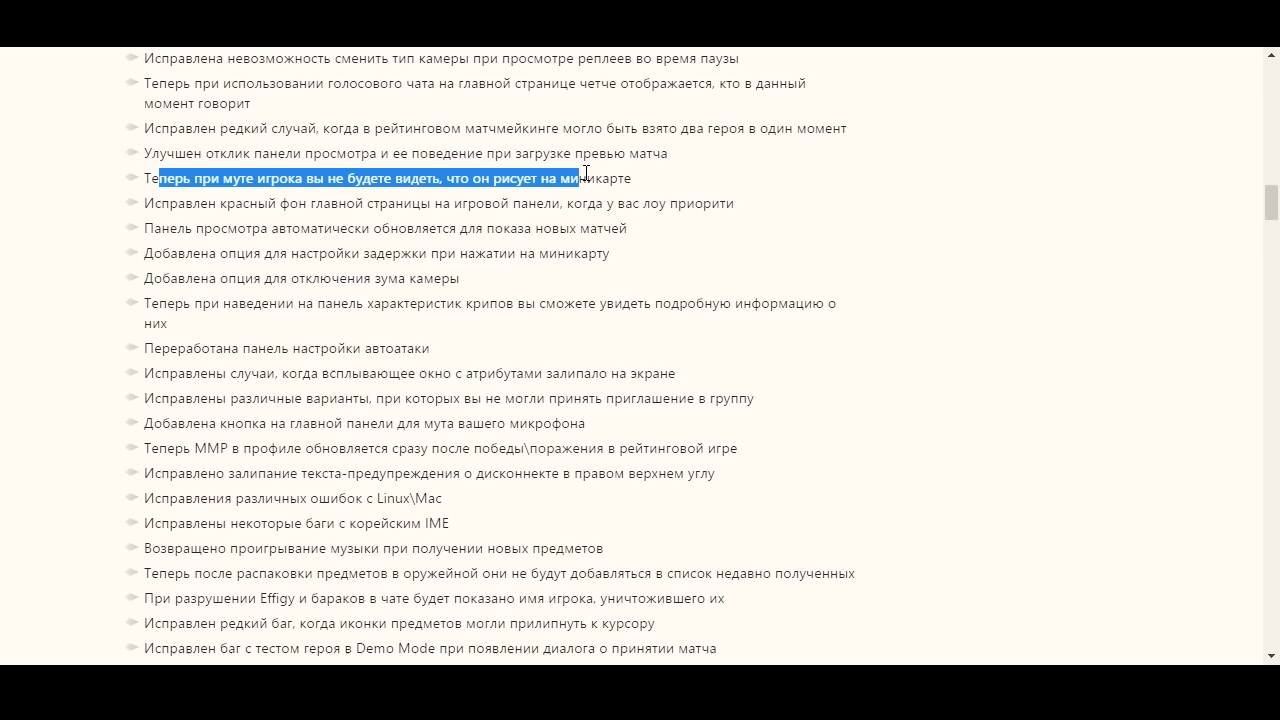 Исправлена невозможность сменить тип камеры при просмотре реплеев во время паузы
Теперь при использовании голосового чата на главной странице четче отображается, кто в данный
момент говорит
Исправлен редкий случай, когда в рейтинговом матчмейкинге могло быть взято два героя в один момент
Улучшен отклик панели просмотра и ее поведение при загрузке превью матча
Теперь при муте игрока вы не будете видеть, что он рисует на миникарте
Исправлен красный фон главной страницы на игровой панели, когда у вас лоу приорити
Панель просмотра автоматически обновляется для показа новых матчей
Добавлена опция для настройки задержки при нажатии на миникарту
Добавлена опция для отключения зума камеры
Теперь при наведении на панель характеристик крипов вы сможете увидеть подробную информацию о
них
Переработана панель настройки автоатаки
Исправлены случаи, когда всплывающее окно с атрибутами залипало на экране
Исправлены различные варианты, при которых вы не могли принять приглашение в группу
Добавлена кнопка на главной панели для мута вашего микрофона
Теперь ММР в профиле обновляется сразу после победы\поражения в рейтинговой игре
Исправлено залипание текста-предупреждения о дисконнекте в правом верхнем углу
Исправления различных ошибок с Linux\Mac
Исправлены некоторые баги с корейским IME
Возвращено проигрывание музыки при получении новых предметов
Теперь после распаковки предметов в оружейной они не будут добавляться в список недавно полученных
При разрушении Effigy и бараков в чате будет показано имя игрока, уничтожившего их
Исправлен редкий баг, когда иконки предметов могли прилипнуть к курсору
Исправлен баг с тестом героя в Demo Mode при появлении диалога о принятии матча